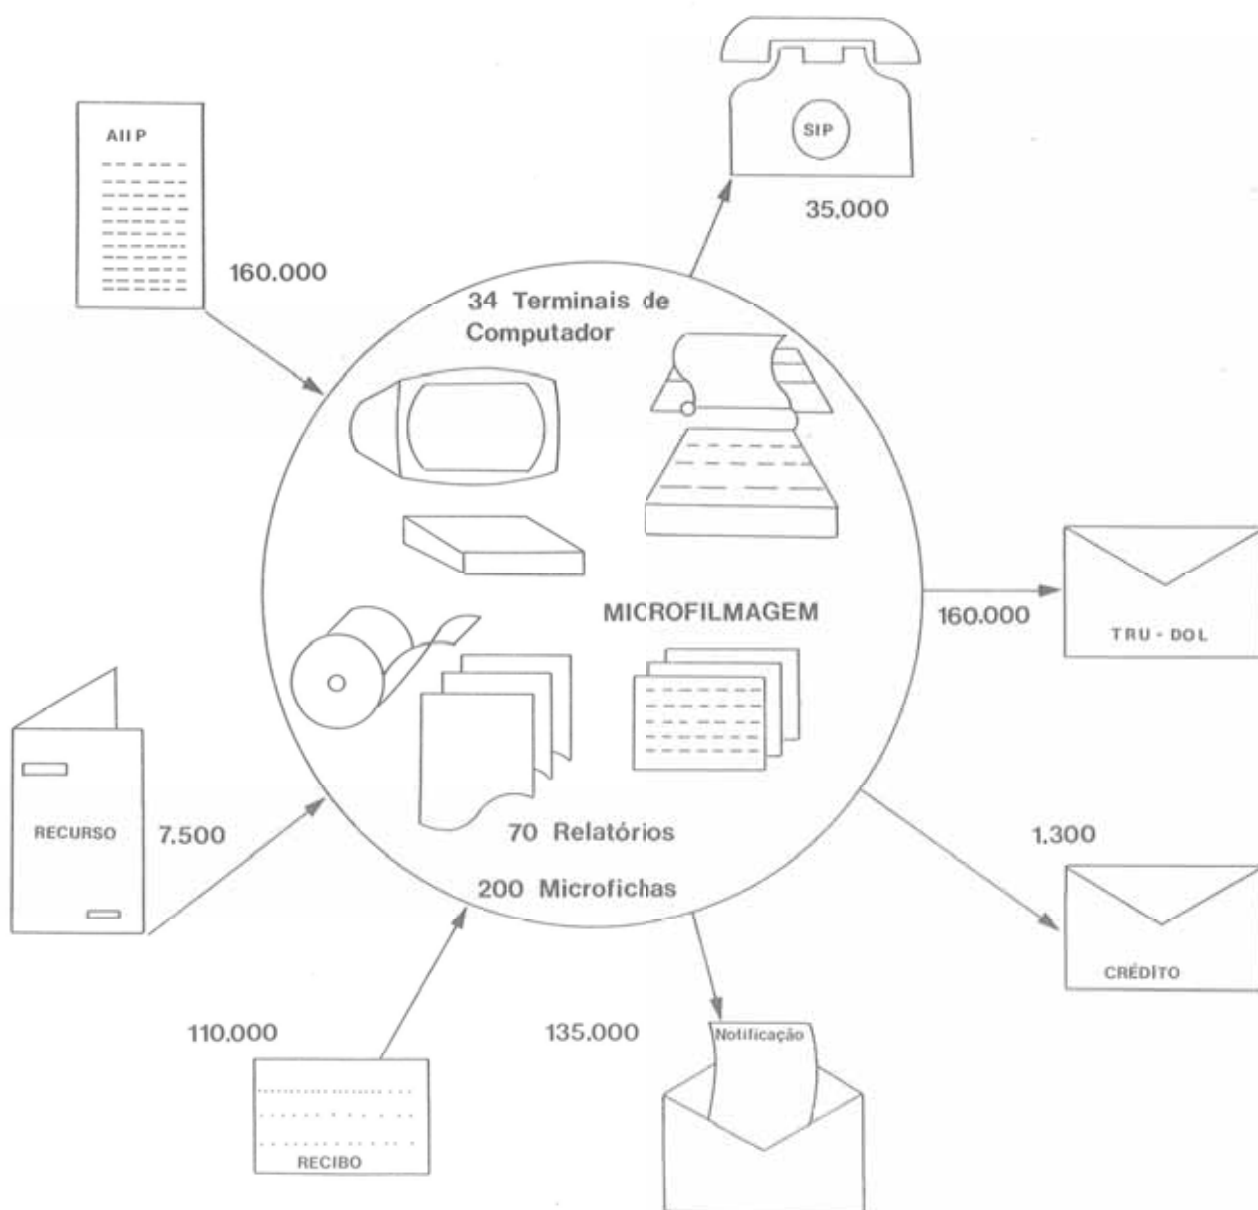 SIP
35.000
AIIP
160.000
34 Terminais de
Computador
MICROFILMAGEM
160.000
TRU - DOL
RECURSO
7.500
70 Relatórios
200 Microfichas
1.300
CRÉDITO
110.000
RECIBO
135.000
Notificação